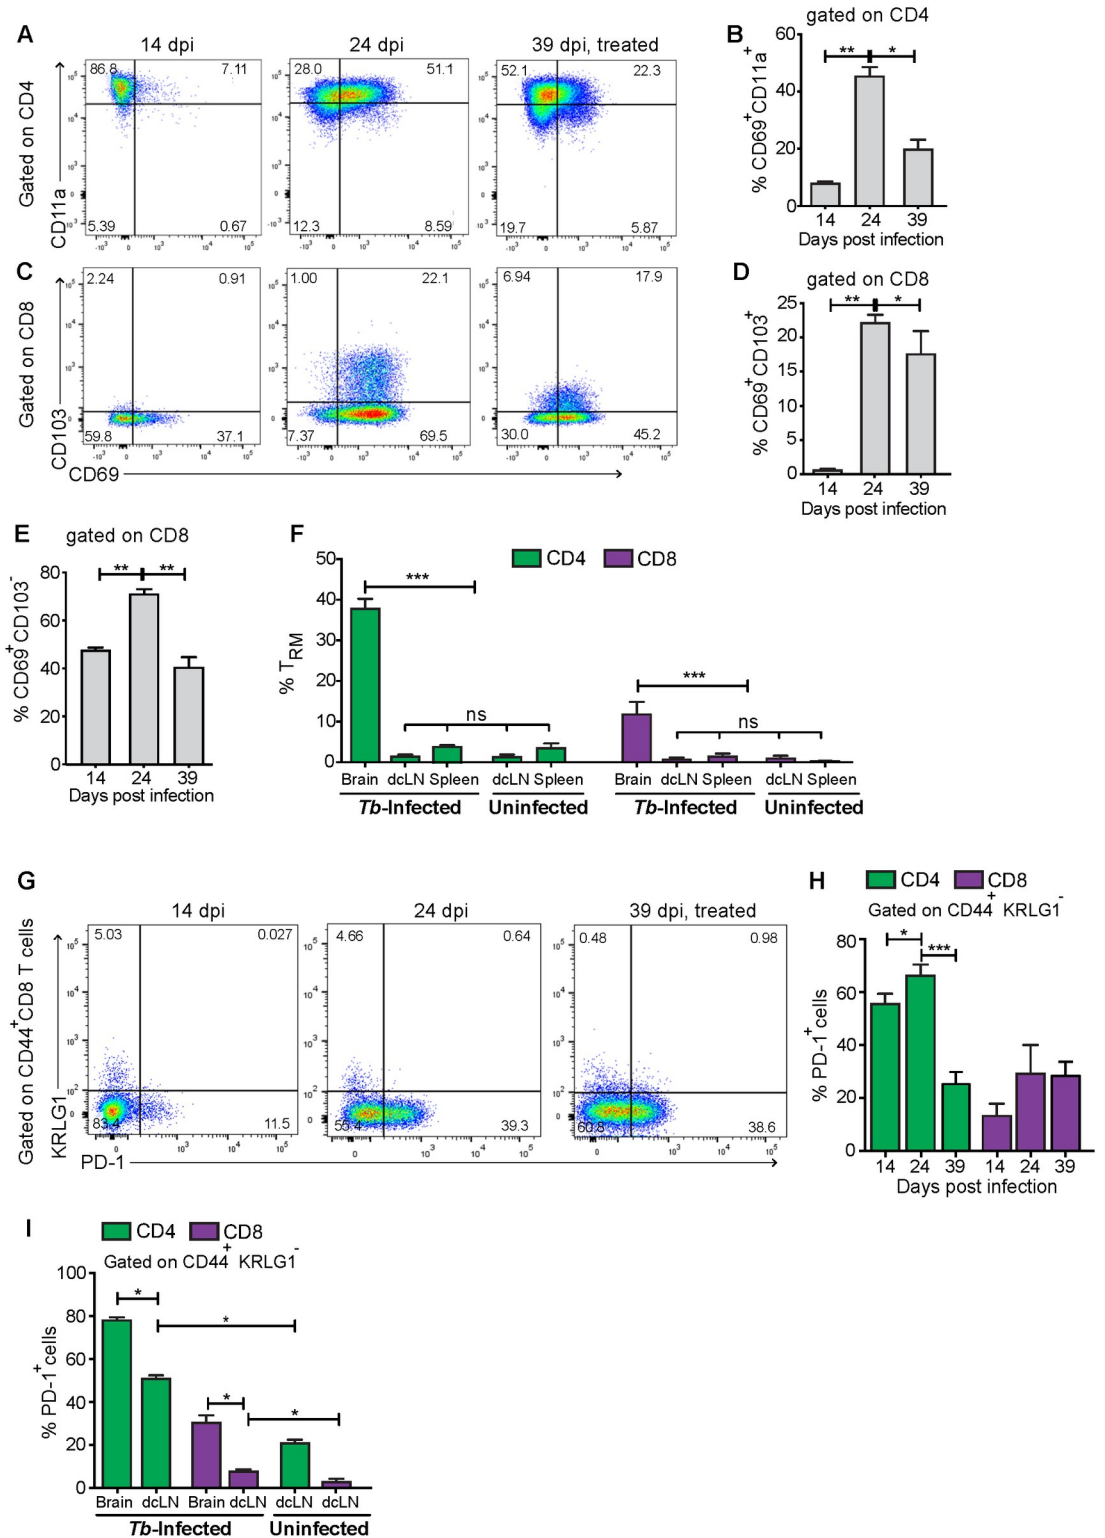 A
14 dpi
24 dpi
39 dpi, treated
Gated on CD4
CD11a
86.8
7.11
5.39
0.67
28.0
51.1
12.3
8.59
52.1
22.3
19.7
5.87
B
gated on CD4
% CD69+CD11a+
60
40
20
0
** *
14 24 39
Days post infection
C
Gated on CD8
CD103
2.24
0.91
59.8
37.1
1.00
22.1
7.37
69.5
6.94
17.9
30.0
45.2
CD69
D
gated on CD8
% CD69+CD103+
25
20
15
10
5
0
** *
14 24 39
Days post infection
E
gated on CD8
% CD69+CD103-
80
60
40
20
0
** **
14 24 39
Days post infection
F
CD4 CD8
% TRM
50
40
30
20
10
0
***
ns
***
ns
Brain dcLN Spleen dcLN Spleen Brain dcLN Spleen dcLN Spleen
Tb-Infected Uninfected Tb-Infected Uninfected
G
14 dpi
24 dpi
39 dpi, treated
Gated on CD44+CD8 T cells
KRLG1
5.03
0.027
11.5
4.66
0.64
39.3
0.48
0.98
38.6
PD-1
H
CD4 CD8
Gated on CD44+ KRLG1-
% PD-1+cells
80
60
40
20
0
* ***
14 24 39 14 24 39
Days post infection
I
CD4 CD8
Gated on CD44+ KRLG1-
% PD-1+cells
100
80
60
40
20
0
*
*
*
*
Brain dcLN Brain dcLN dcLN dcLN
Tb-Infected Uninfected